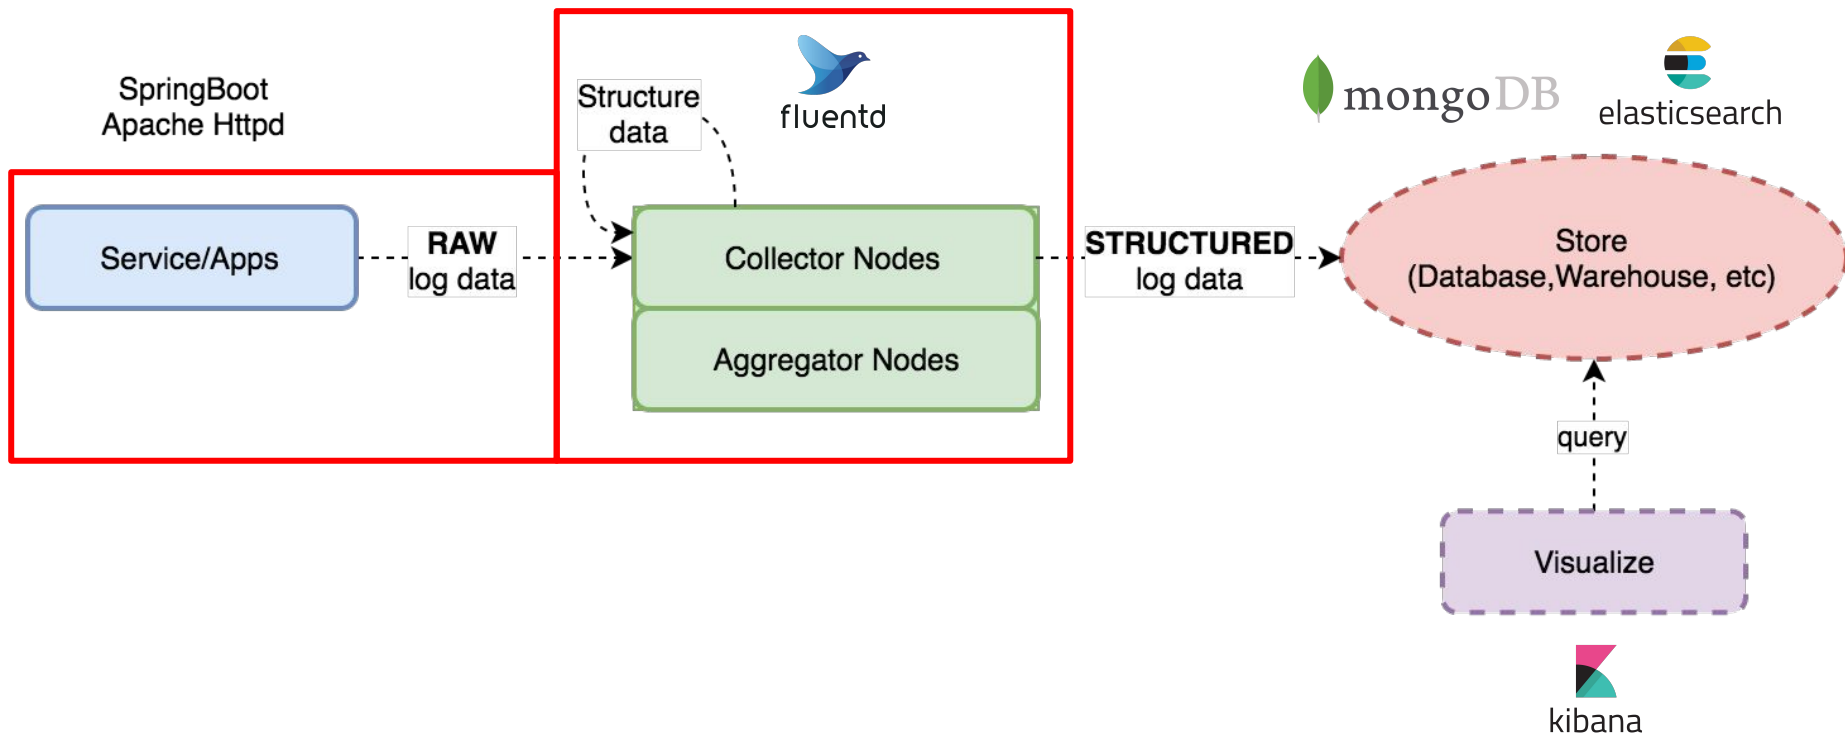 SpringBoot
Apache Httpd
Structure
data
fluentd
mongoDB
elasticsearch
Service/Apps
RAW
log data
Collector Nodes
Aggregator Nodes
STRUCTURED
log data
Store
(Database,Warehouse, etc)
query
Visualize
kibana